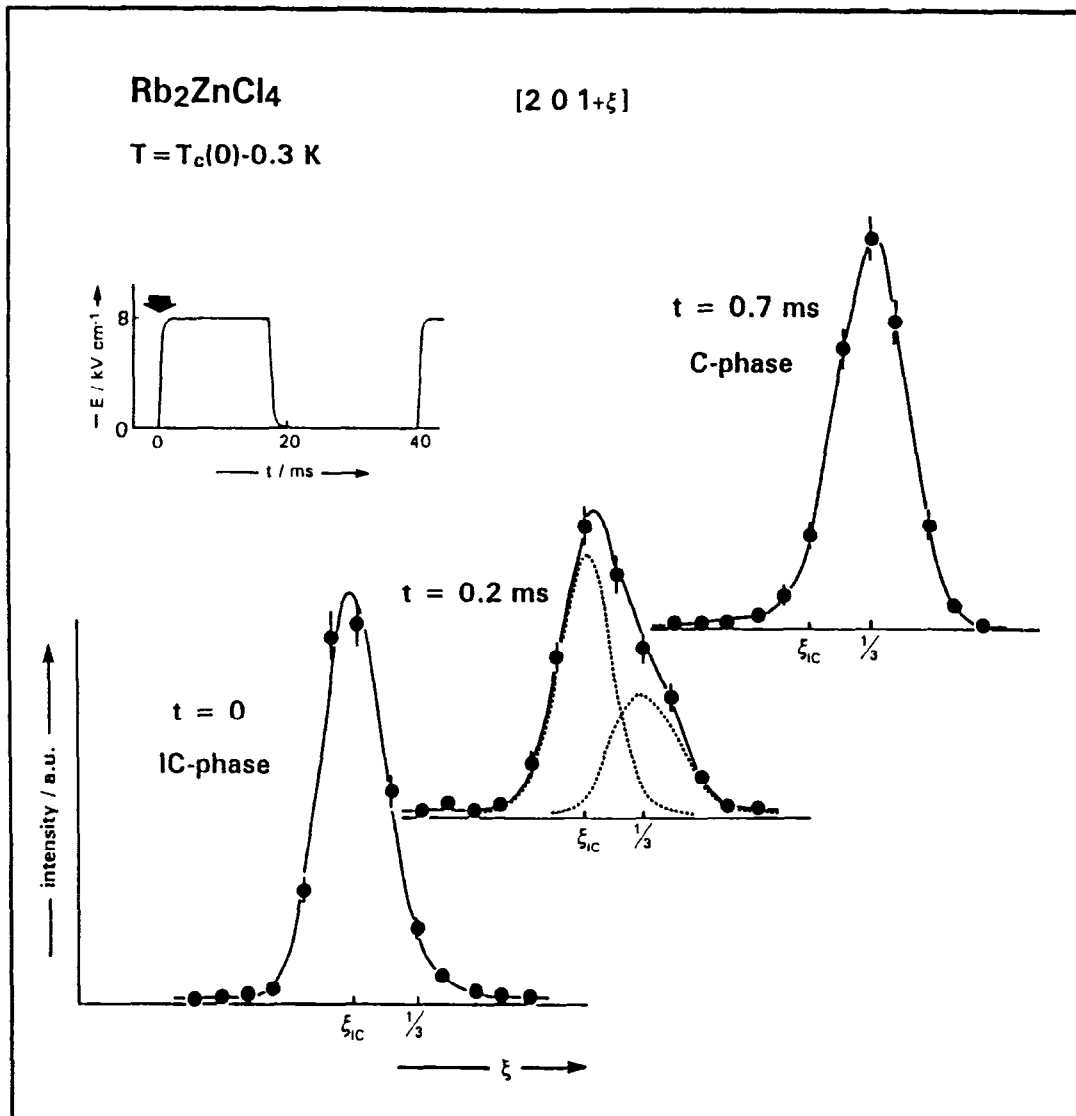 Rb₂ZnCl₄
[2 0 1+ξ]
T = Tc(0)-0.3 K
E / kV cm⁻¹
8
0
0
20
40
t / ms
t = 0.7 ms
C-phase
ξIC
1/3
t = 0.2 ms
ξIC
1/3
t = 0
IC-phase
intensity / a.u.
ξIC
1/3
ξ